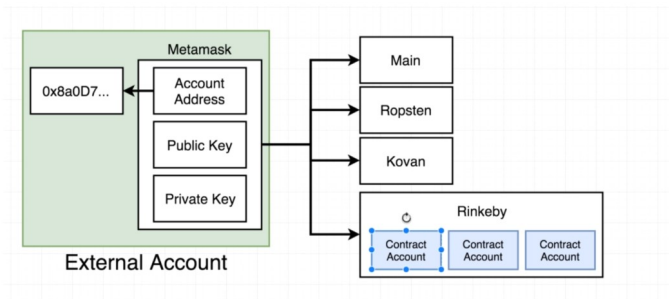 Metamask
0x8a0D7...
Account
Address
Public Key
Private Key
External Account
Main
Ropsten
Kovan
Rinkeby
Contract
Account
Contract
Account
Contract
Account